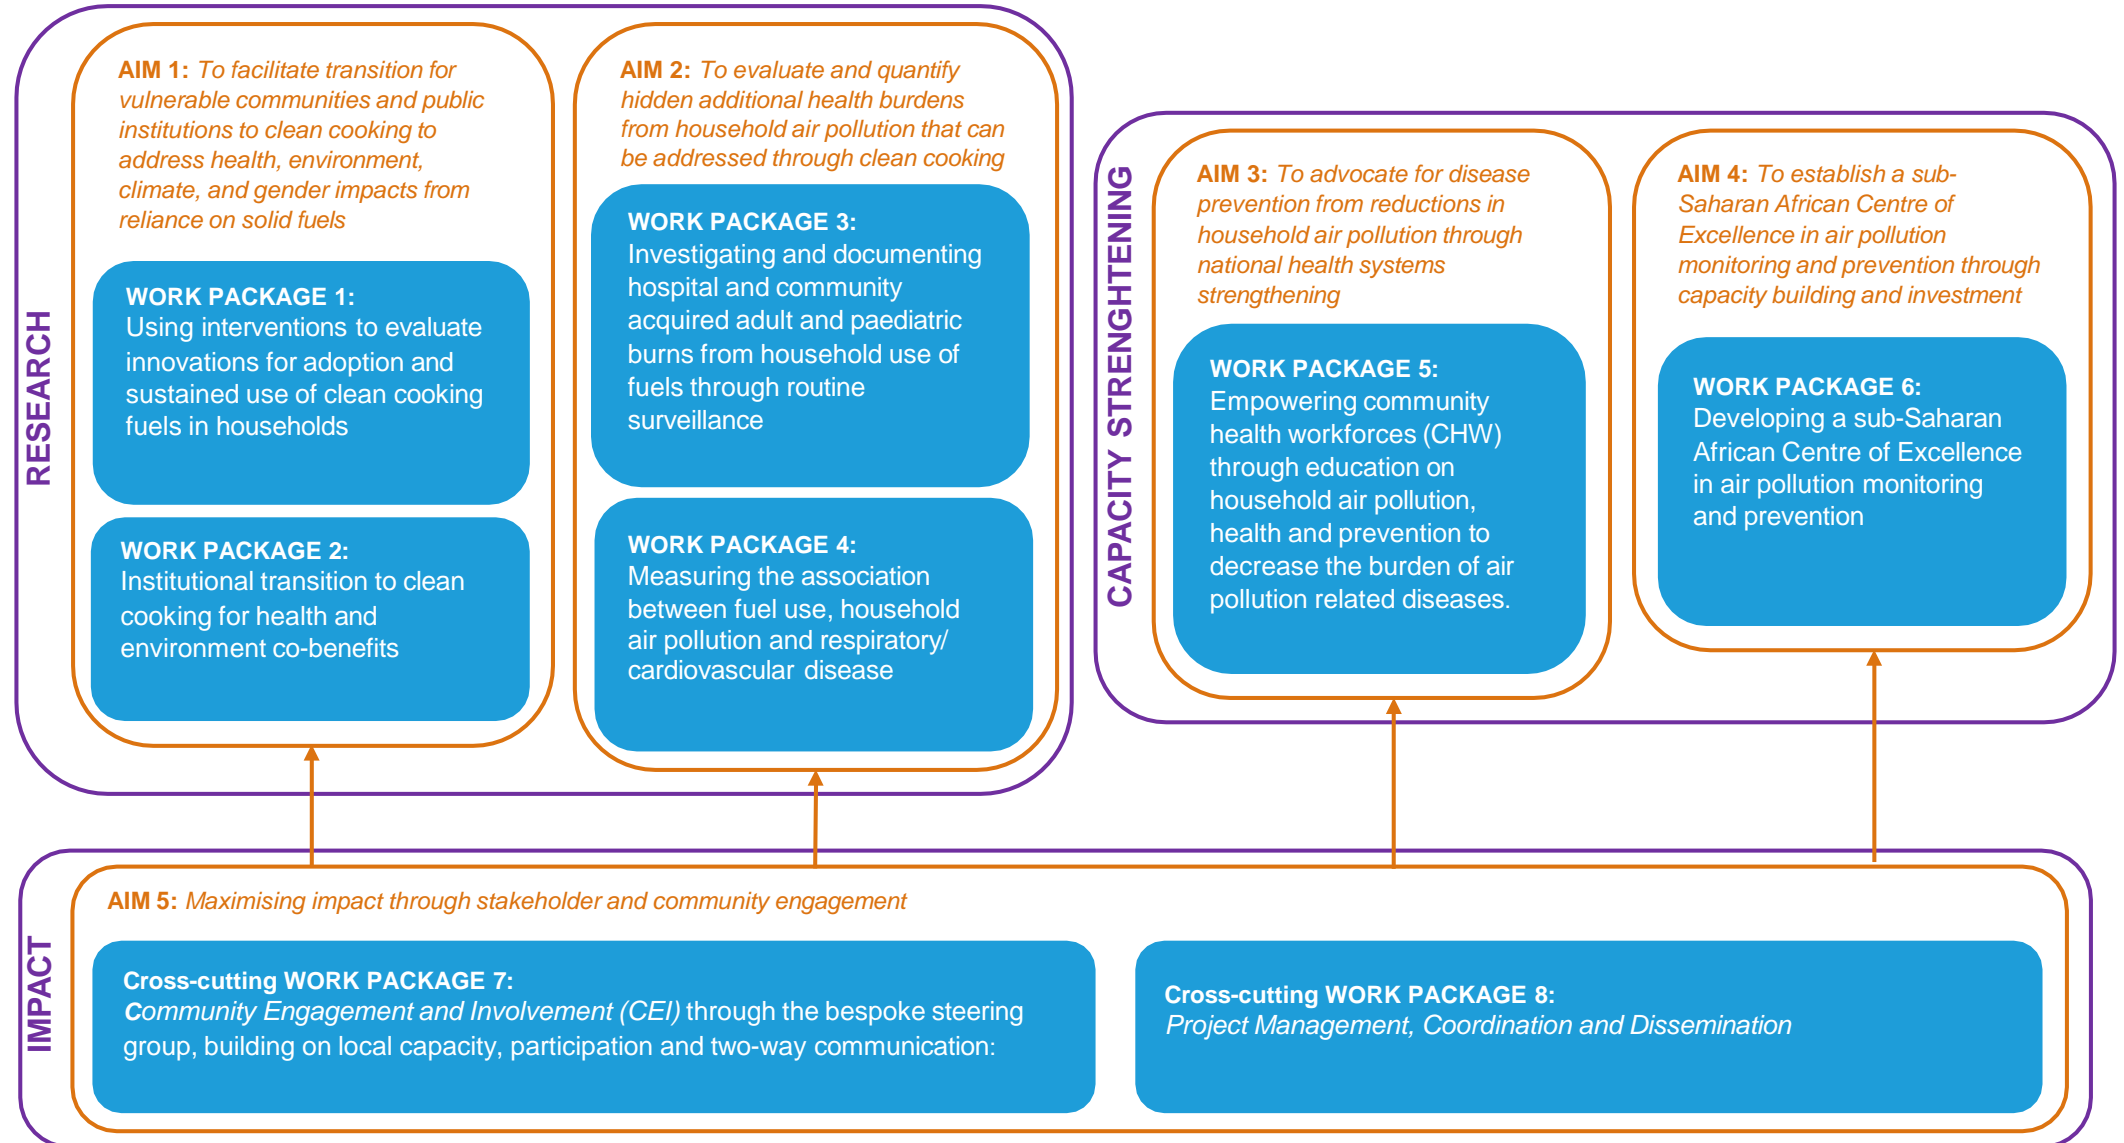 RESEARCH
AIM 1: To facilitate transition for
vulnerable communities and public
institutions to clean cooking to
address health, environment,
climate, and gender impacts from
reliance on solid fuels
WORK PACKAGE 1:
Using interventions to evaluate
innovations for adoption and
sustained use of clean cooking
fuels in households
WORK PACKAGE 2:
Institutional transition to clean
cooking for health and
environment co-benefits
AIM 2: To evaluate and quantify
hidden additional health burdens
from household air pollution that can
be addressed through clean cooking
WORK PACKAGE 3:
Investigating and documenting
hospital and community
acquired adult and paediatric
burns from household use of
fuels through routine
surveillance
WORK PACKAGE 4:
Measuring the association
between fuel use, household
air pollution and respiratory/
cardiovascular disease
CAPACITY STRENGHTENING
AIM 3: To advocate for disease
prevention from reductions in
household air pollution through
national health systems
strengthening
WORK PACKAGE 5:
Empowering community
health workforces (CHW)
through education on
household air pollution,
health and prevention to
decrease the burden of air
pollution related diseases.
AIM 4: To establish a sub-
Saharan African Centre of
Excellence in air pollution
monitoring and prevention through
capacity building and investment
WORK PACKAGE 6:
Developing a sub-Saharan
African Centre of Excellence
in air pollution monitoring
and prevention
IMPACT
AIM 5: Maximising impact through stakeholder and community engagement
Cross-cutting WORK PACKAGE 7:
Community Engagement and Involvement (CEI) through the bespoke steering
group, building on local capacity, participation and two-way communication:
Cross-cutting WORK PACKAGE 8:
Project Management, Coordination and Dissemination